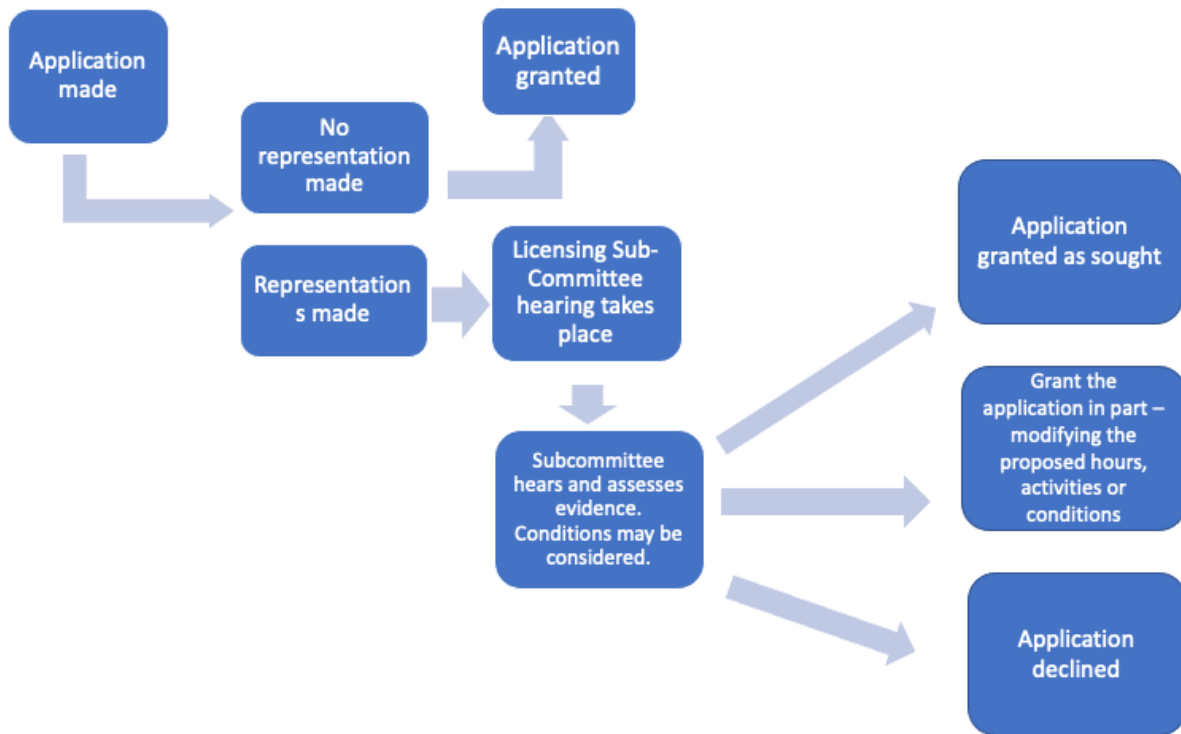 Application
made
No
representation
made
Application
granted
Representation
s made
Licensing Sub-
Committee
hearing takes
place
Subcommittee
hears and assesses
evidence.
Conditions may be
considered.
Application
granted as sought
Grant the
application in part –
modifying the
proposed hours,
activities or
conditions
Application
declined